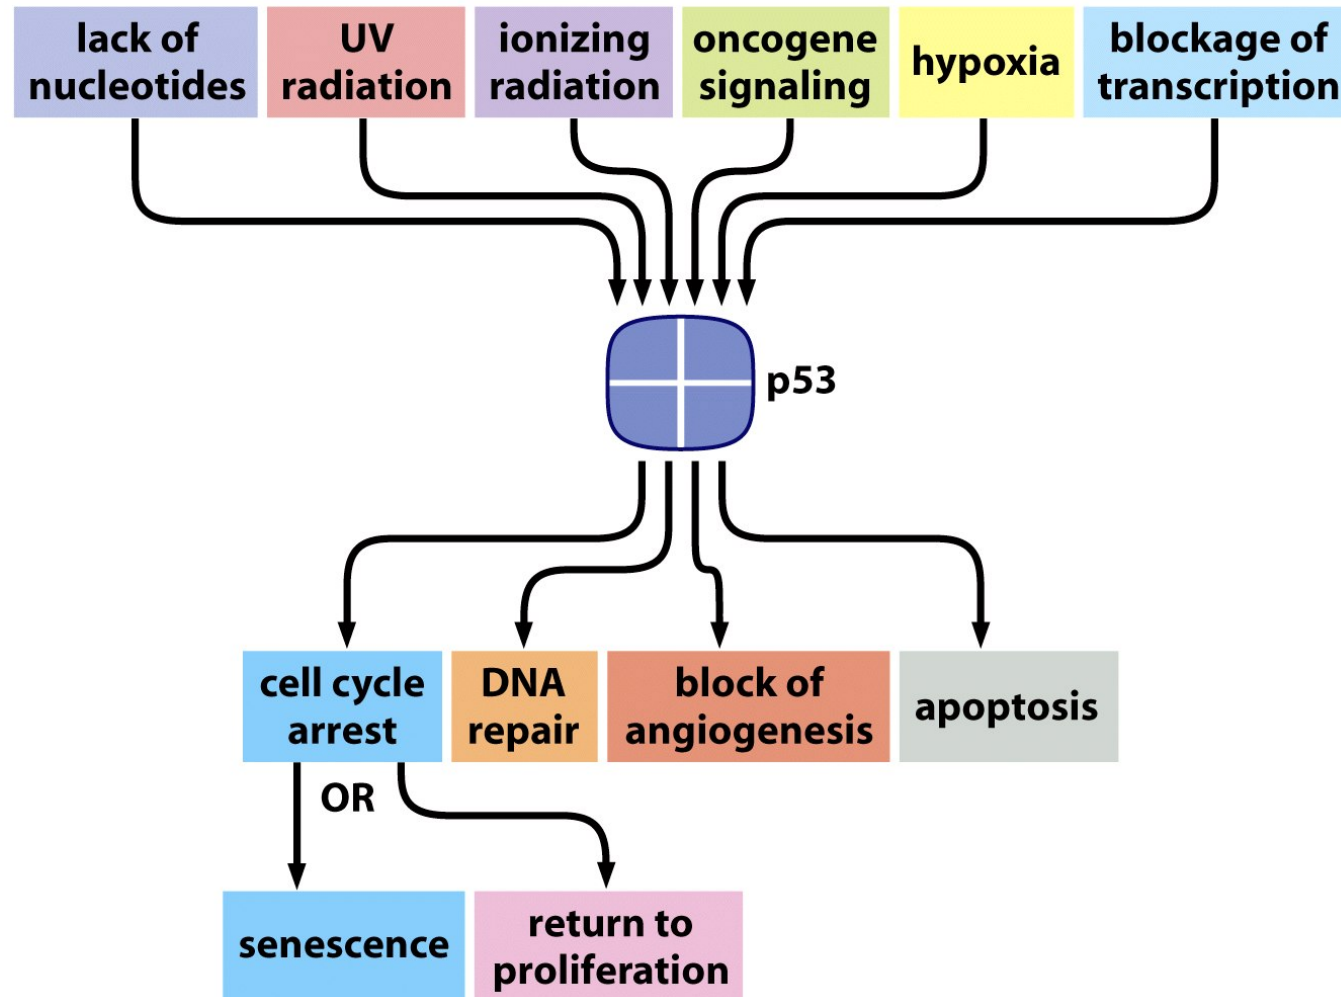 lack of
nucleotides
UV
radiation
ionizing
radiation
oncogene
signaling
hypoxia
blockage of
transcription
p53
cell cycle
arrest
DNA
repair
block of
angiogenesis
apoptosis
OR
senescence
return to
proliferation